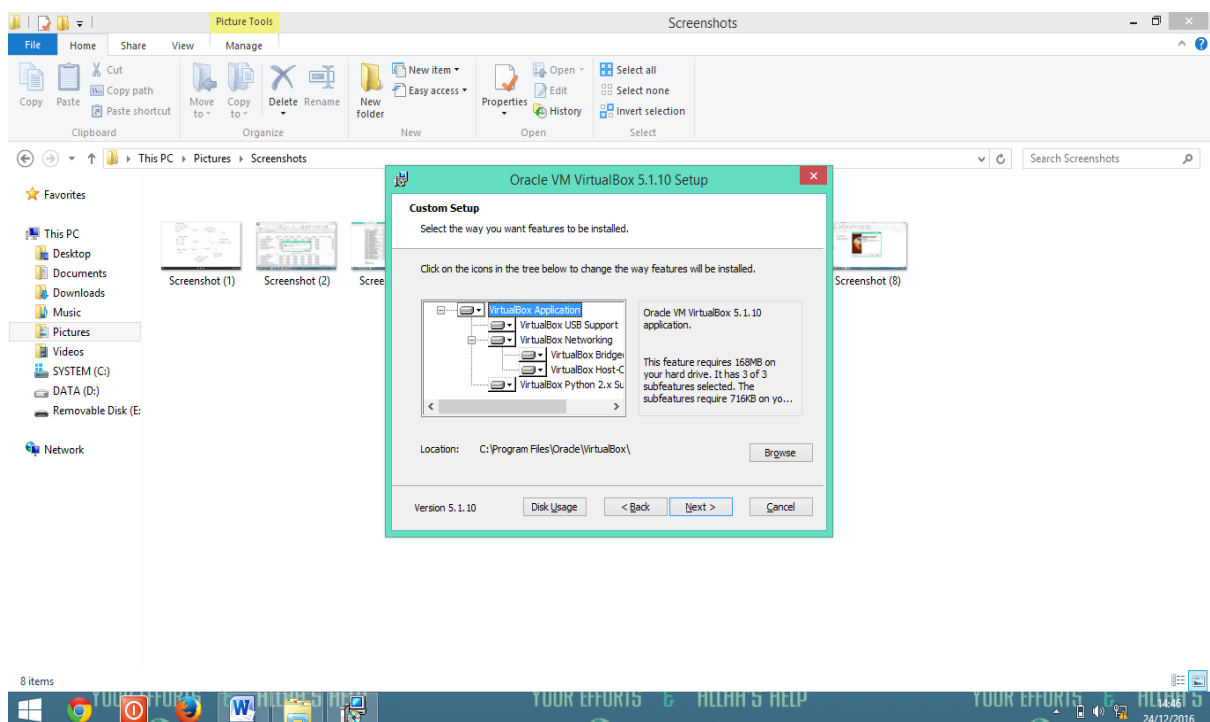 Picture Tools
Screenshots
File Home Share View Manage
Cut
Copy path
Paste shortcut
Copy Paste
Clipboard
Move to
Copy to
Delete Rename
Organize
New folder
New item
Easy access
New
Properties
Open
Edit
History
Open
Select all
Select none
Invert selection
Select
This PC Pictures Screenshots
Search Screenshots
Favorites
This PC
Desktop
Documents
Downloads
Music
Pictures
Videos
SYSTEM (C:)
DATA (D:)
Removable Disk (E:
Network
Screenshot (1) Screenshot (2) Scree
Screenshot (8)
Oracle VM VirtualBox 5.1.10 Setup
Custom Setup
Select the way you want features to be installed.
Click on the icons in the tree below to change the way features will be installed.
VirtualBox Application
VirtualBox USB Support
VirtualBox Networking
VirtualBox Bridge
VirtualBox Host-C
VirtualBox Python 2.x Su
Oracle VM VirtualBox 5.1.10
application.
This feature requires 168MB on
your hard drive. It has 3 of 3
subfeatures selected. The
subfeatures require 716KB on yo...
Location: C:\Program Files\Oracle\VirtualBox\
Browse
Version 5.1.10
Disk Usage
< Back
Next >
Cancel
8 items
YOUR EFFORTS & ALLAH'S HELP
YOUR EFFORTS &
14:46
24/12/2016